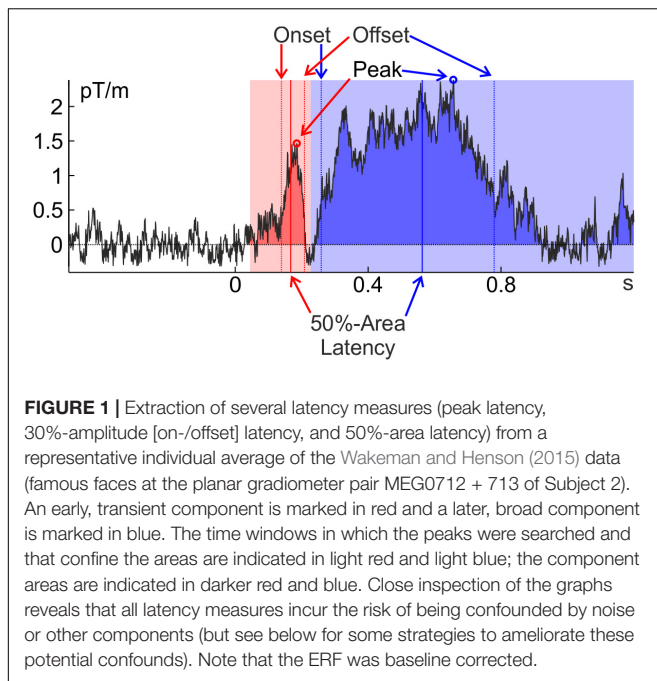 Onset Offset
Peak
pT/m
2
1.5
1
0.5
0
0 0.4 0.8 s
50%-Area
Latency
FIGURE 1 | Extraction of several latency measures (peak latency,
30%-amplitude [on-/offset] latency, and 50%-area latency) from a
representative individual average of the Wakeman and Henson (2015) data
(famous faces at the planar gradiometer pair MEG0712 + 713 of Subject 2).
An early, transient component is marked in red and a later, broad component
is marked in blue. The time windows in which the peaks were searched and
that confine the areas are indicated in light red and light blue; the component
areas are indicated in darker red and blue. Close inspection of the graphs
reveals that all latency measures incur the risk of being confounded by noise
or other components (but see below for some strategies to ameliorate these
potential confounds). Note that the ERF was baseline corrected.